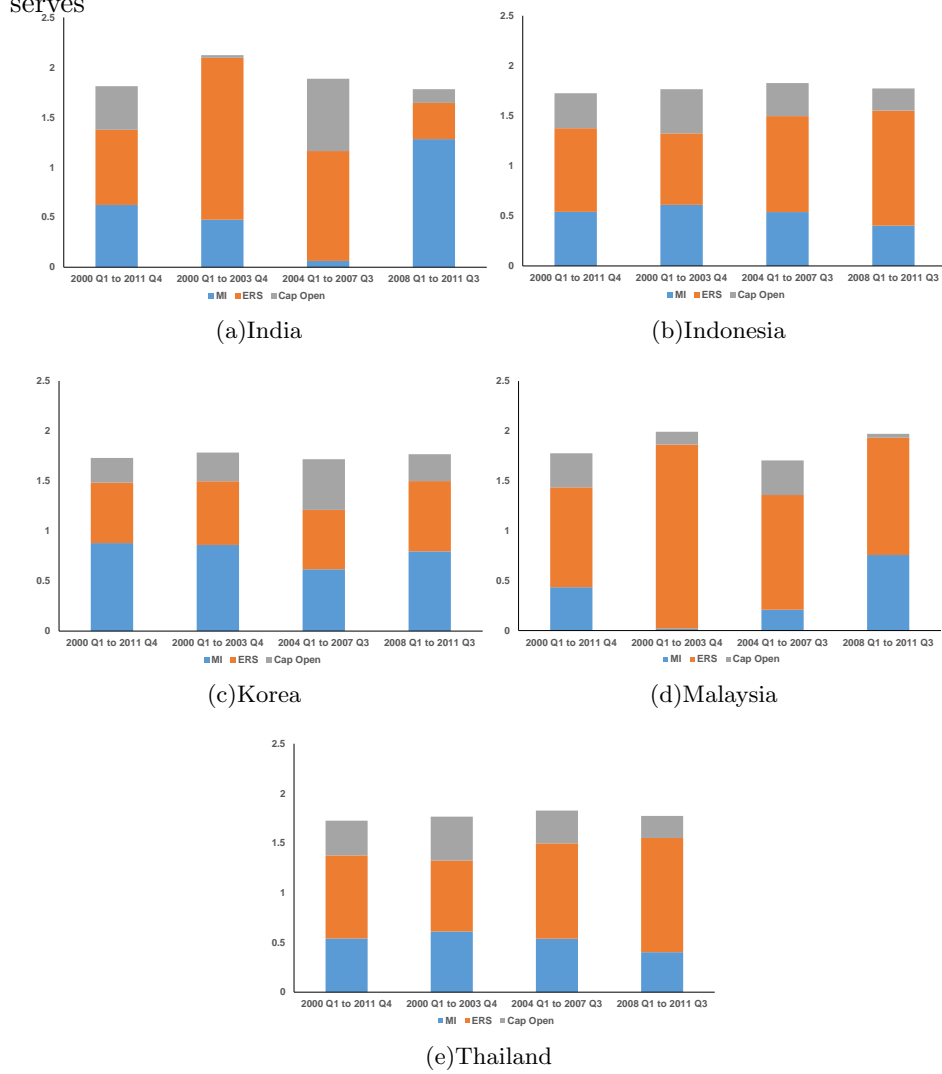 serves
2.5
2
1.5
1
0.5
0
2000 Q1 to 2011 Q4 2000 Q1 to 2003 Q4 2004 Q1 to 2007 Q3 2008 Q1 to 2011 Q3
MI ERS Cap Open
(a)India
2.5
2
1.5
1
0.5
0
2000 Q1 to 2011 Q4 2000 Q1 to 2003 Q4 2004 Q1 to 2007 Q3 2008 Q1 to 2011 Q3
MI ERS Cap Open
(b)Indonesia
2.5
2
1.5
1
0.5
0
2000 Q1 to 2011 Q4 2000 Q1 to 2003 Q4 2004 Q1 to 2007 Q3 2008 Q1 to 2011 Q3
MI ERS Cap Open
(c)Korea
2.5
2
1.5
1
0.5
0
2000 Q1 to 2011 Q4 2000 Q1 to 2003 Q4 2004 Q1 to 2007 Q3 2008 Q1 to 2011 Q3
MI ERS Cap Open
(d)Malaysia
2.5
2
1.5
1
0.5
0
2000 Q1 to 2011 Q4 2000 Q1 to 2003 Q4 2004 Q1 to 2007 Q3 2008 Q1 to 2011 Q3
MI ERS Cap Open
(e)Thailand